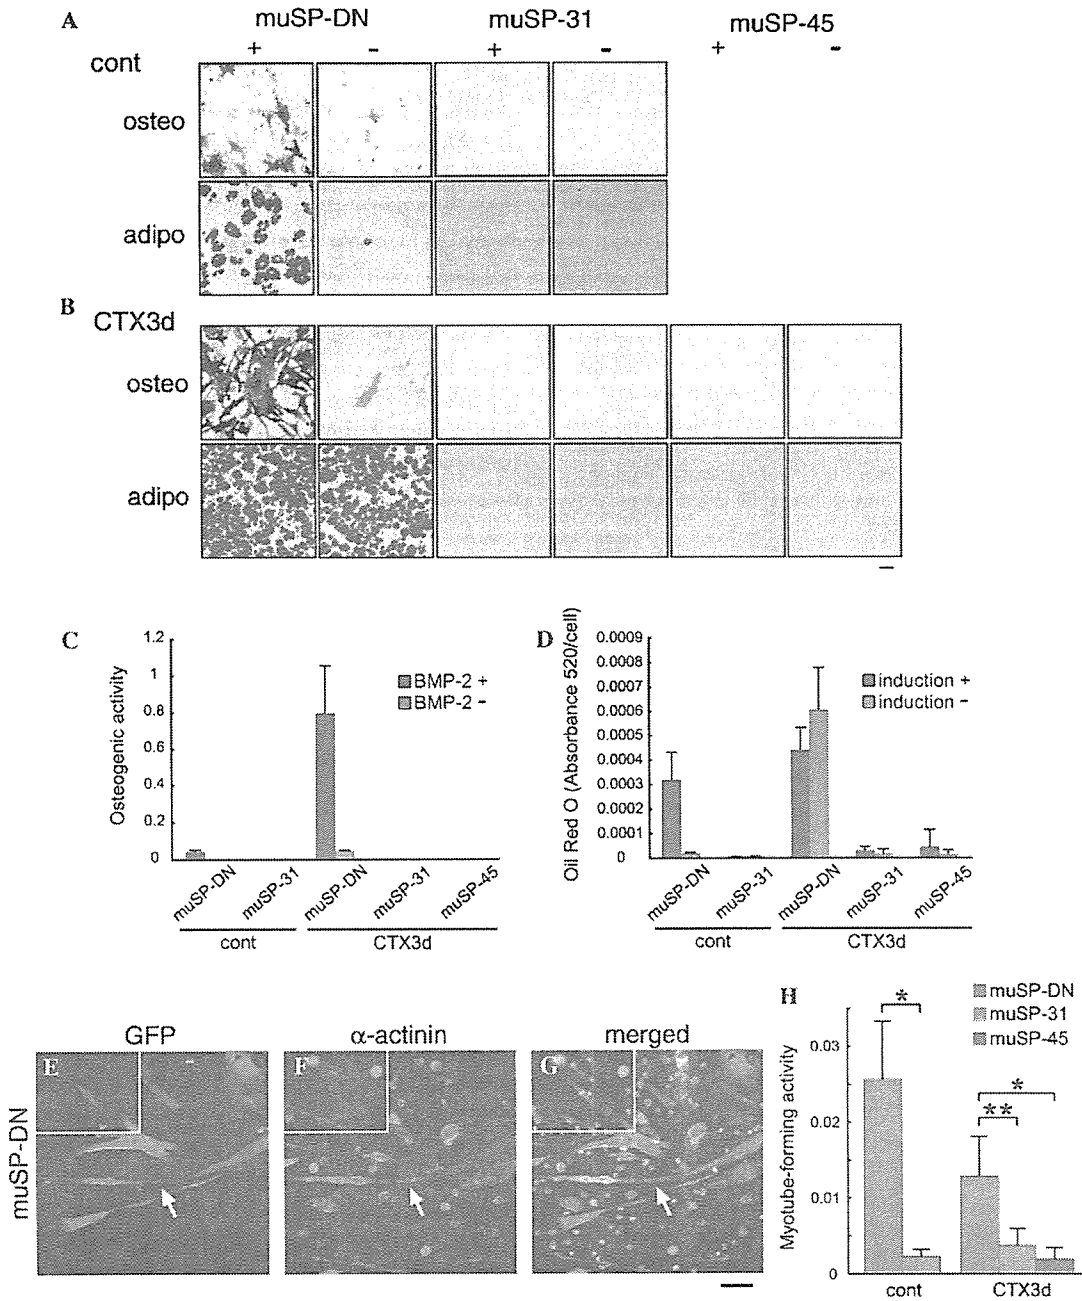 A
muSP-DN muSP-31 muSP-45
+ - + - + -
cont
osteo
adipo
B
CTX3d
osteo
adipo
C
Osteogenic activity
1.2
1
0.8
0.6
0.4
0.2
0
BMP-2 +
BMP-2 -
muSP-DN muSP-31 muSP-DN muSP-31 muSP-45
cont CTX3d
D
Oil Red O (Absorbance 520/cell)
0.0009
0.0008
0.0007
0.0006
0.0005
0.0004
0.0003
0.0002
0.0001
0
induction +
induction -
muSP-DN muSP-31 muSP-DN muSP-31 muSP-45
cont CTX3d
GFP α-actinin merged
muSP-DN
E F G
H
muSP-DN
muSP-31
muSP-45
Myotube-forming activity
0.03
0.02
0.01
0
*
**
*
cont CTX3d